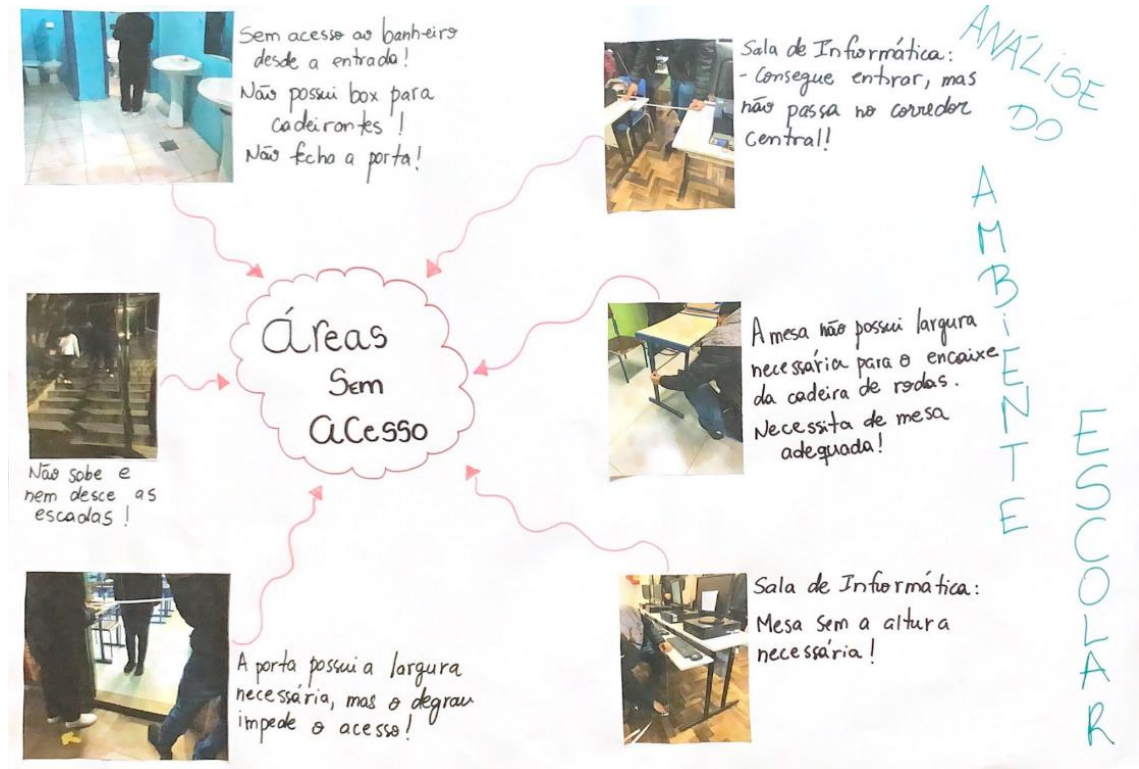 ANÁLISE
DO
AMBIENTE
ESCOLAR
Sem acesso ao banheiro
desde a entrada!
Não possui box para
cadeirantes!
Não fecha a porta!
Sala de Informática:
- Consegue entrar, mas
não passa no corredor
central!
Áreas
Sem
Acesso
Não sobe e
nem desce as
escadas!
A mesa não possui largura
necessária para o encaixe
da cadeira de rodas.
Necessita de mesa
adequada!
A porta possui a largura
necessária, mas o degrau
impede o acesso!
Sala de Informática:
Mesa sem a altura
necessária!